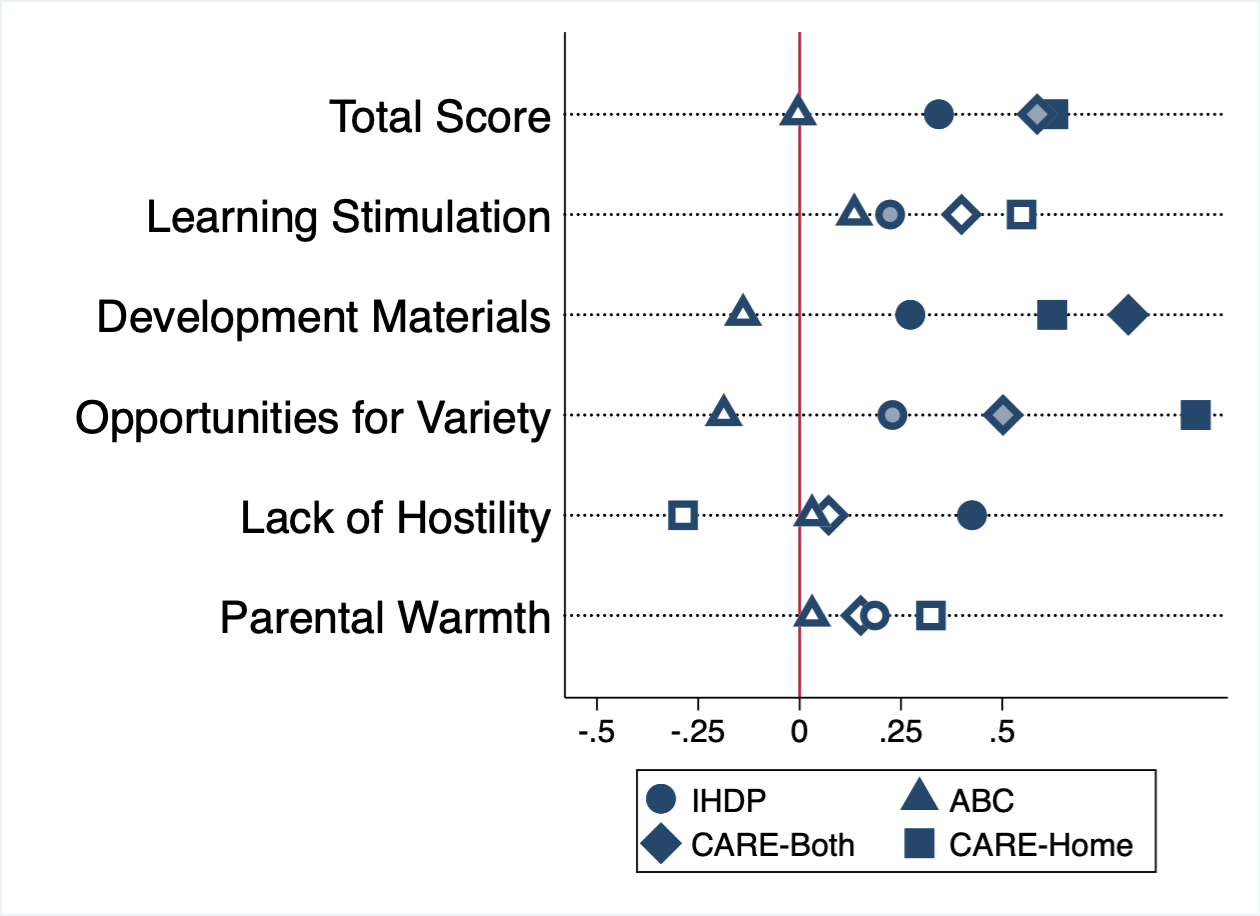 Total Score
Learning Stimulation
Development Materials
Opportunities for Variety
Lack of Hostility
Parental Warmth
-.5 -.25 0 .25 .5
IHDP ABC
CARE-Both CARE-Home